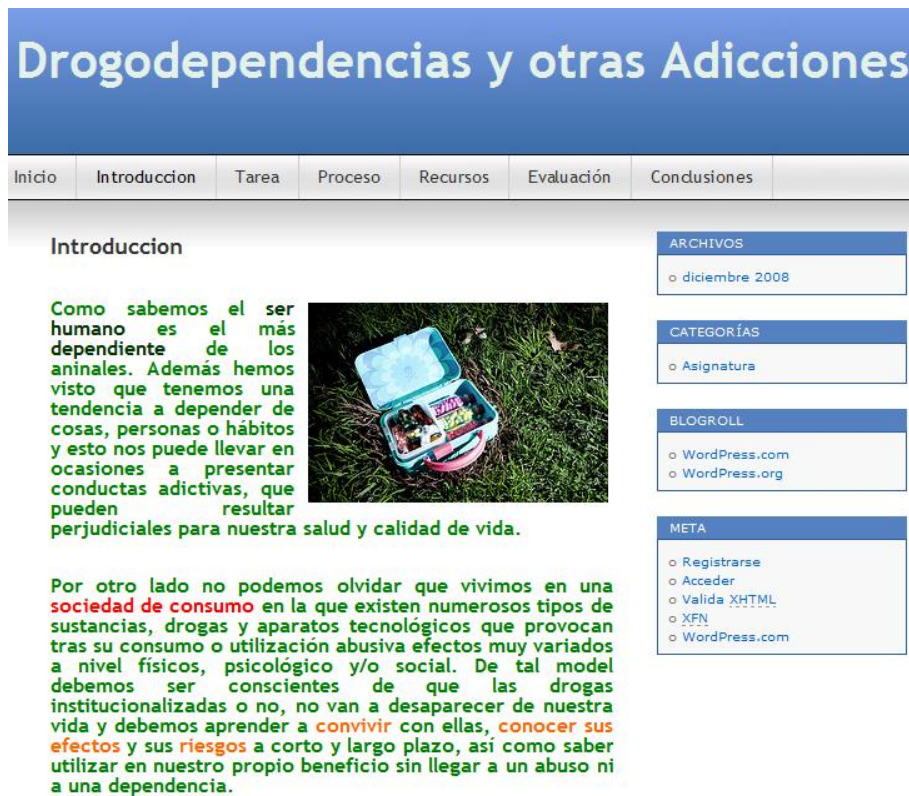 Drogodependencias y otras Adicciones
Inicio Introduccion Tarea Proceso Recursos Evaluación Conclusiones
Introduccion
Como sabemos el ser
humano es el más
dependiente de los
aninales. Además hemos
visto que tenemos una
tendencia a depender de
cosas, personas o hábitos
y esto nos puede llevar en
ocasiones a presentar
conductas adictivas, que
pueden resultar
perjudiciales para nuestra salud y calidad de vida.
Por otro lado no podemos olvidar que vivimos en una
sociedad de consumo en la que existen numerosos tipos de
sustancias, drogas y aparatos tecnológicos que provocan
tras su consumo o utilización abusiva efectos muy variados
a nivel físicos, psicológico y/o social. De tal model
debemos ser conscientes de que las drogas
institucionalizadas o no, no van a desaparecer de nuestra
vida y debemos aprender a convivir con ellas, conocer sus
efectos y sus riesgos a corto y largo plazo, así como saber
utilizar en nuestro propio beneficio sin llegar a un abuso ni
a una dependencia.
ARCHIVOS
diciembre 2008
CATEGORÍAS
Asignatura
BLOGROLL
WordPress.com
WordPress.org
META
Registrarse
Acceder
Valida XHTML
XFN
WordPress.com